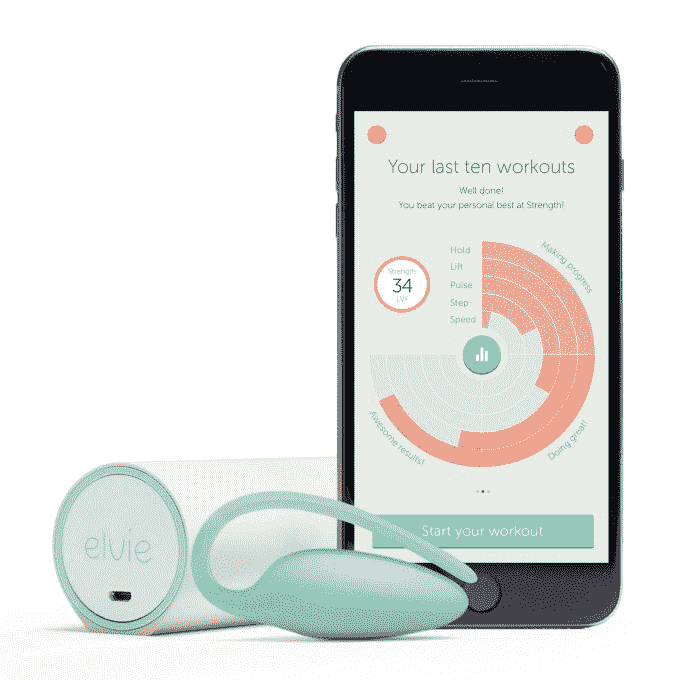 Your last ten workouts
Well done!
You beat your personal best at Strength!
Hold
Lift
Pulse
Step
Speed
Strength
34
LVF
Making progress
Doing great!
Awesome results!
Start your workout
elvie